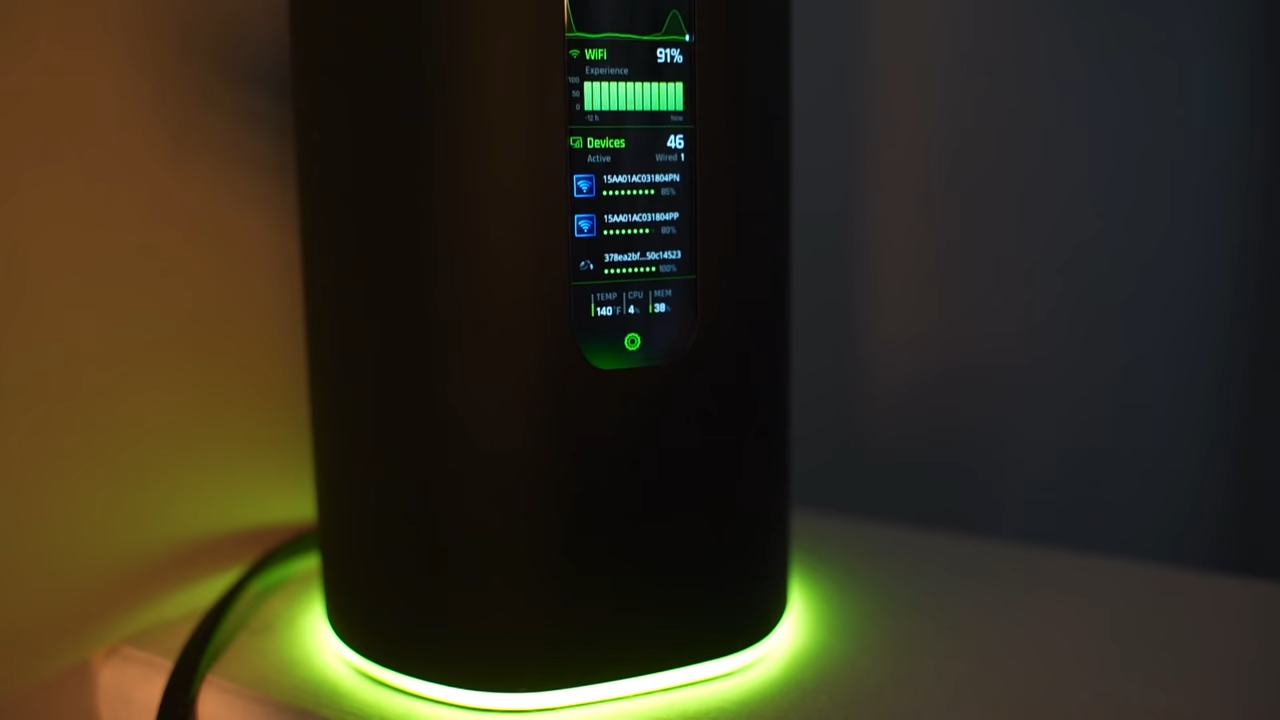 WiFi 91%
Experience
100
50
0
-12 h Now
Devices 46
Active Wired 1
15AA01AC031804PN
85%
15AA01AC031804PP
80%
378ea2bf...50c14523
100%
TEMP CPU MEM
140°F 4% 38%